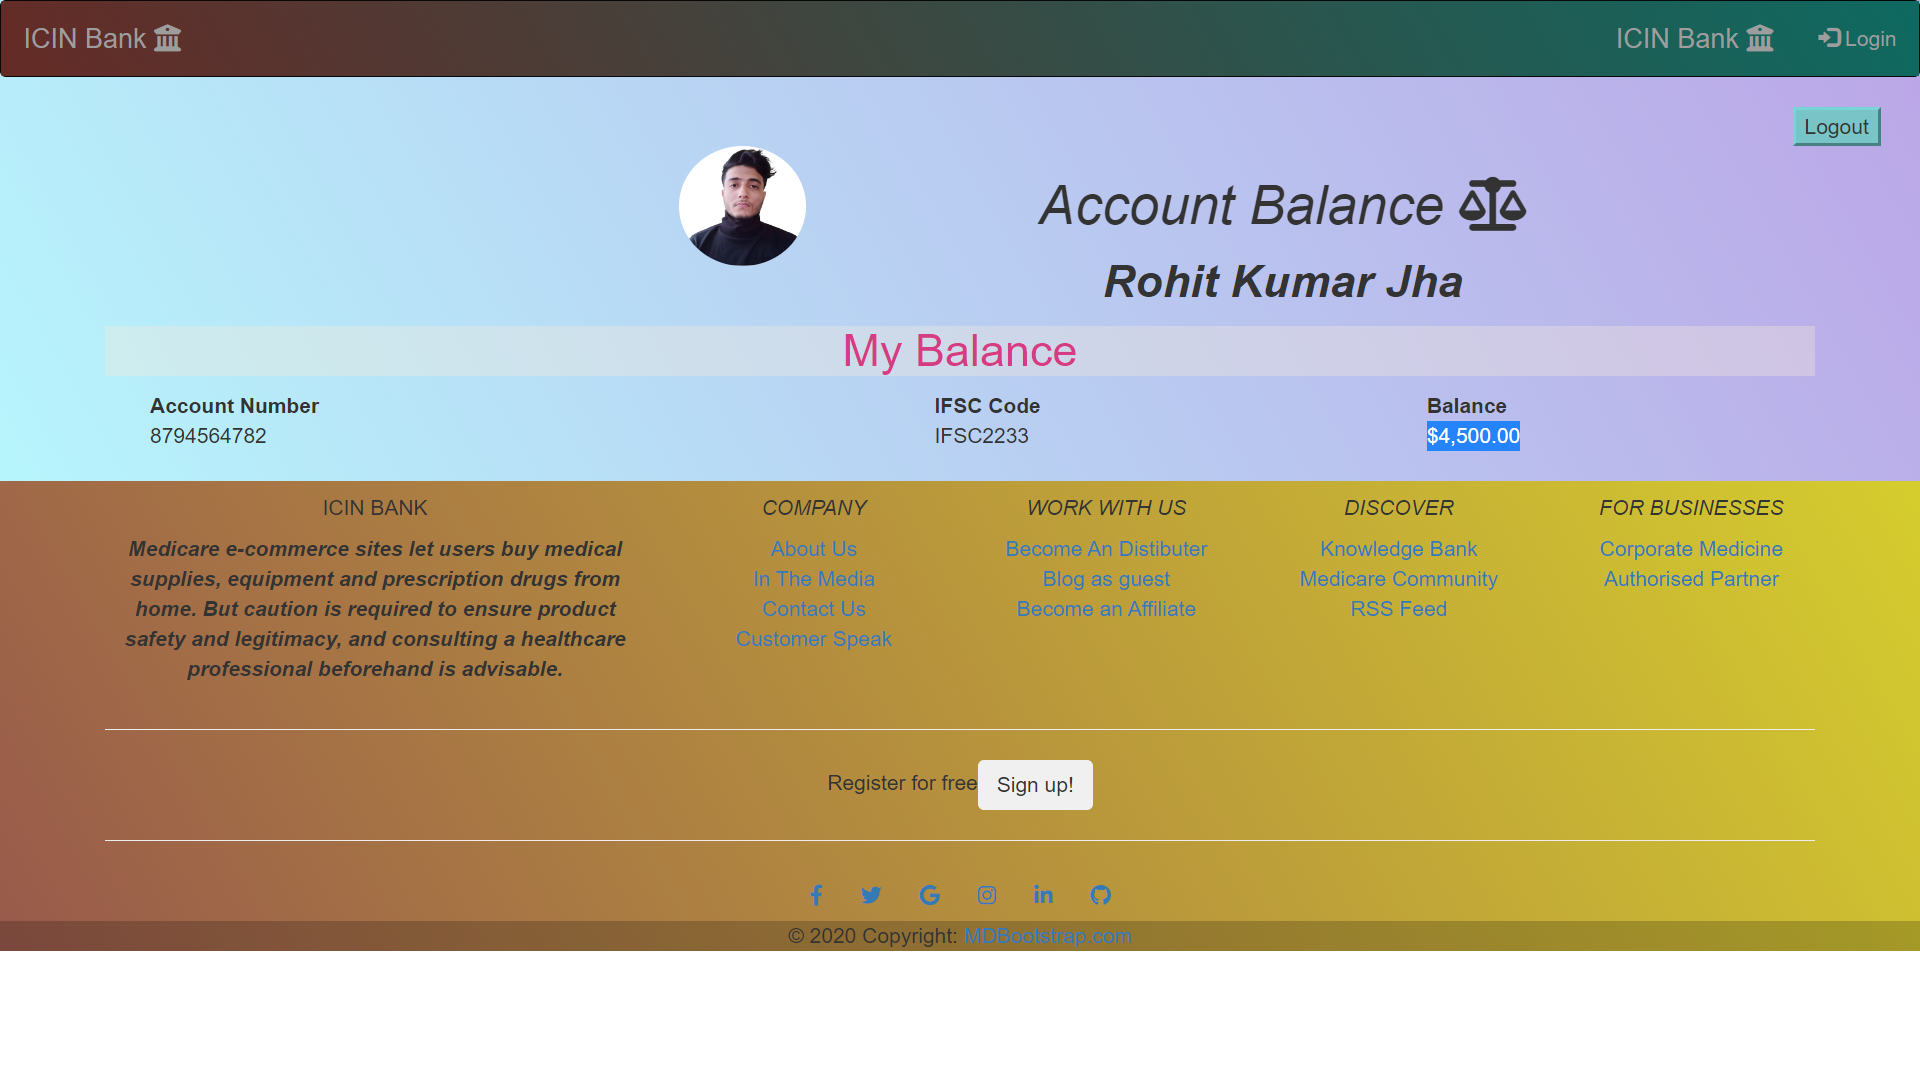 ICIN Bank
ICIN Bank
Login
Logout
Account Balance
Rohit Kumar Jha
My Balance
Account Number IFSC Code Balance
8794564782 IFSC2233 $4,500.00
ICIN BANK
Medicare e-commerce sites let users buy medical
supplies, equipment and prescription drugs from
home. But caution is required to ensure product
safety and legitimacy, and consulting a healthcare
professional beforehand is advisable.
COMPANY
About Us
In The Media
Contact Us
Customer Speak
WORK WITH US
Become An Distibuter
Blog as guest
Become an Affiliate
DISCOVER
Knowledge Bank
Medicare Community
RSS Feed
FOR BUSINESSES
Corporate Medicine
Authorised Partner
Register for free Sign up!
© 2020 Copyright: MDBootstrap.com